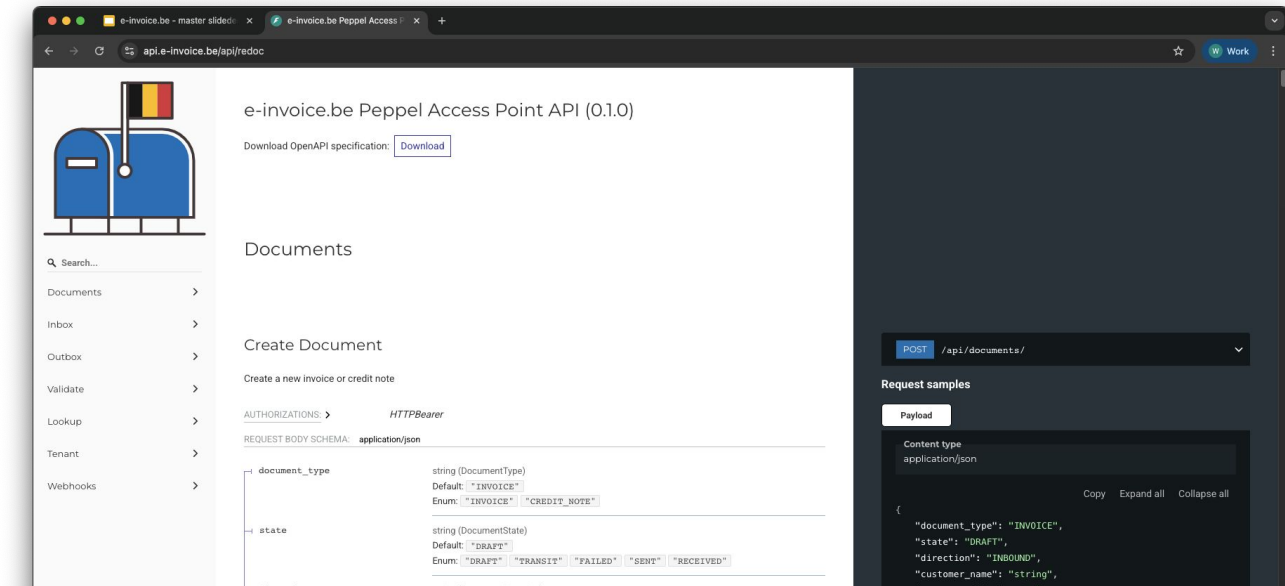 e-invoice.be - master slidede
e-invoice.be Peppel Access P
api.e-invoice.be/api/redoc
W Work
Search...
Documents
Inbox
Outbox
Validate
Lookup
Tenant
Webhooks
e-invoice.be Peppel Access Point API (0.1.0)
Download OpenAPI specification: Download
Documents
Create Document
Create a new invoice or credit note
AUTHORIZATIONS: HTTPBearer
REQUEST BODY SCHEMA: application/json
document_type string (DocumentType)
Default: "INVOICE"
Enum: "INVOICE" "CREDIT_NOTE"
state string (DocumentState)
Default: "DRAFT"
Enum: "DRAFT" "TRANSIT" "FAILED" "SENT" "RECEIVED"
POST /api/documents/
Request samples
Payload
Content type
application/json
Copy Expand all Collapse all
{
"document_type": "INVOICE",
"state": "DRAFT",
"direction": "INBOUND",
"customer_name": "string",